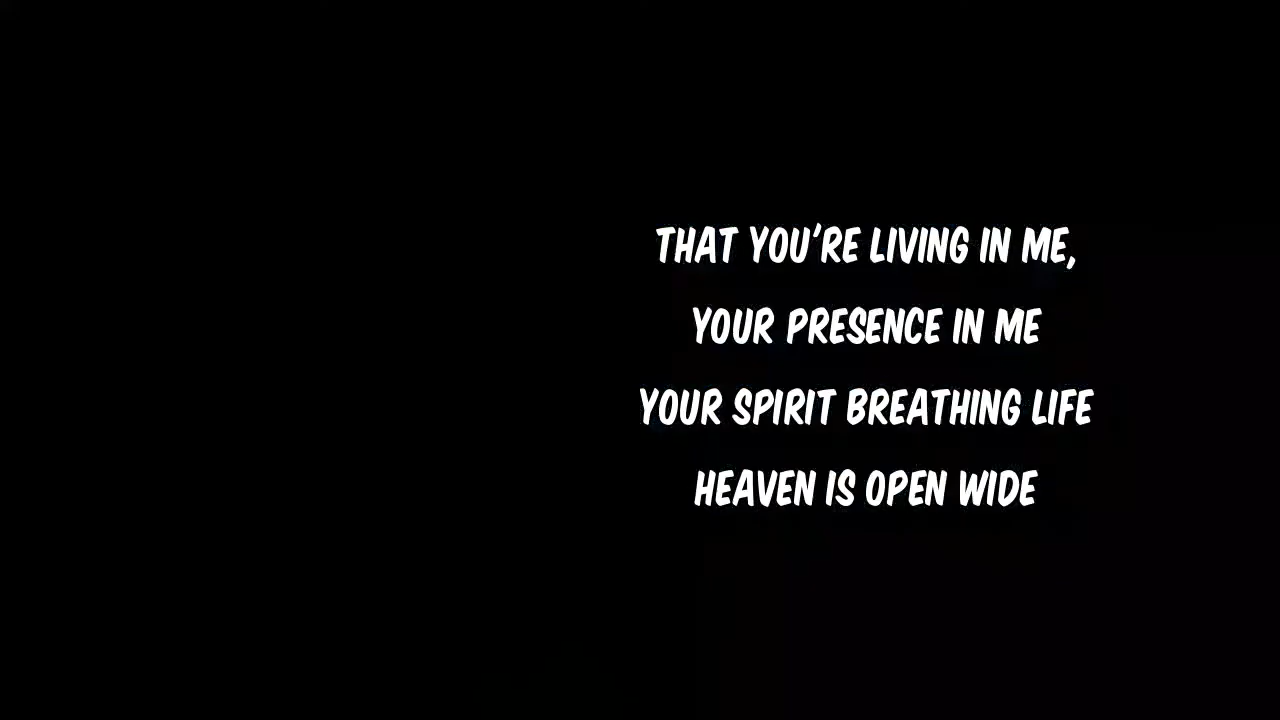 THAT YOU'RE LIVING IN ME,
YOUR PRESENCE IN ME
YOUR SPIRIT BREATHING LIFE
HEAVEN IS OPEN WIDE